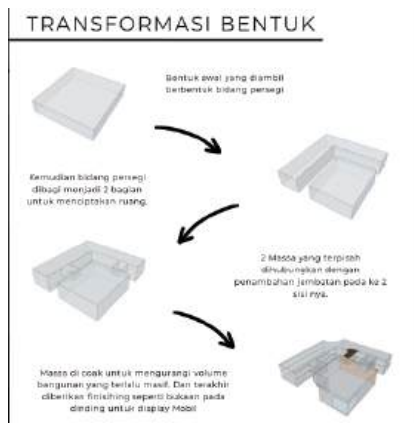 TRANSFORMASI BENTUK
Bentuk awal yang diambil
berbentuk bidang persegi
Kemudian bidang persegi
dibagi menjadi 2 bagian
untuk menciptakan ruang.
2 Massa yang terpisah
dihubungkan dengan
penambahan jembatan pada ke 2
sisi nya.
Massa di coak untuk mengurangi volume
bangunan yang terlalu masif. Dan terakhir
diberikan finisihing seperti bukaan pada
dinding untuk display Mobil